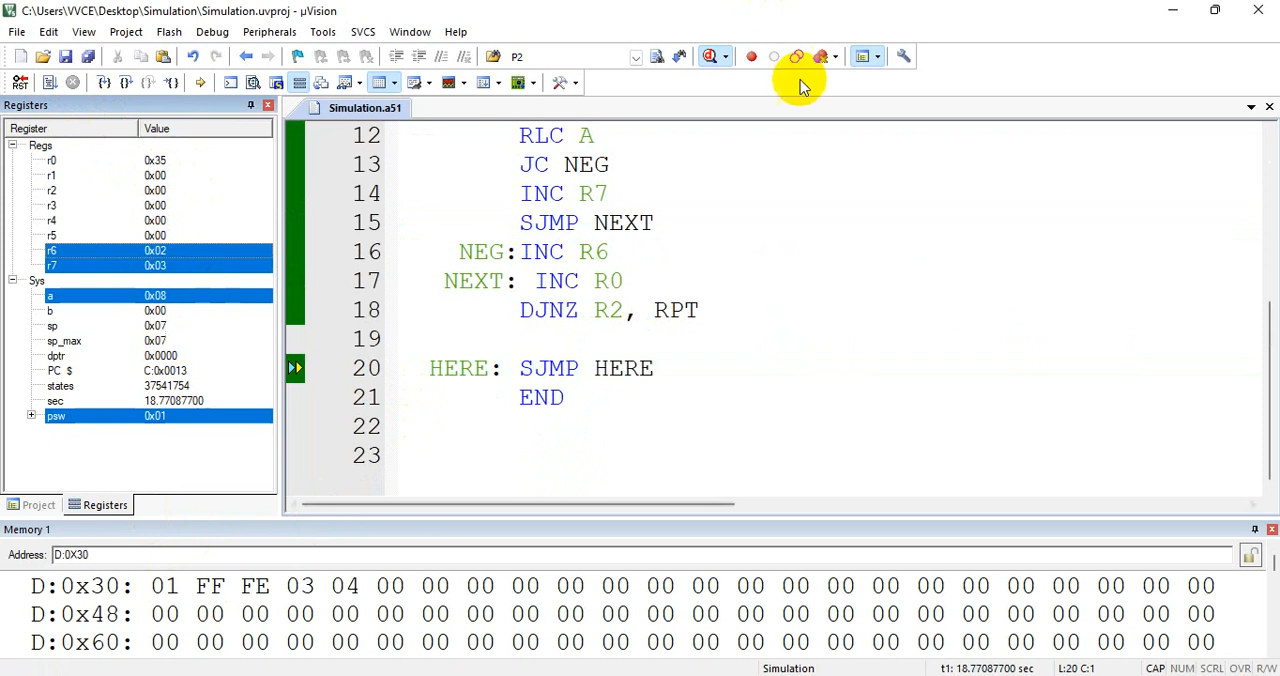 C:\Users\VVCE\Desktop\Simulation\Simulation.uvproj - µVision
File Edit View Project Flash Debug Peripherals Tools SVCS Window Help
P2
RST
Registers
Register Value
Regs
r0 0x35
r1 0x00
r2 0x00
r3 0x00
r4 0x00
r5 0x00
r6 0x02
r7 0x03
Sys
a 0x08
b 0x00
sp 0x07
sp_max 0x07
dptr 0x0000
PC $ C:0x0013
states 37541754
sec 18.77087700
psw 0x01
Project Registers
Simulation.a51
12 RLC A
13 JC NEG
14 INC R7
15 SJMP NEXT
16 NEG:INC R6
17 NEXT: INC R0
18 DJNZ R2, RPT
19
20 HERE: SJMP HERE
21 END
22
23
Memory 1
Address: D:0X30
D:0x30: 01 FF FE 03 04 00 00 00 00 00 00 00 00 00 00 00 00 00 00 00 00 00 00 00
D:0x48: 00 00 00 00 00 00 00 00 00 00 00 00 00 00 00 00 00 00 00 00 00 00 00 00
D:0x60: 00 00 00 00 00 00 00 00 00 00 00 00 00 00 00 00 00 00 00 00 00 00 00 00
Simulation t1: 18.77087700 sec L:20 C:1 CAP NUM SCRL OVR R/W